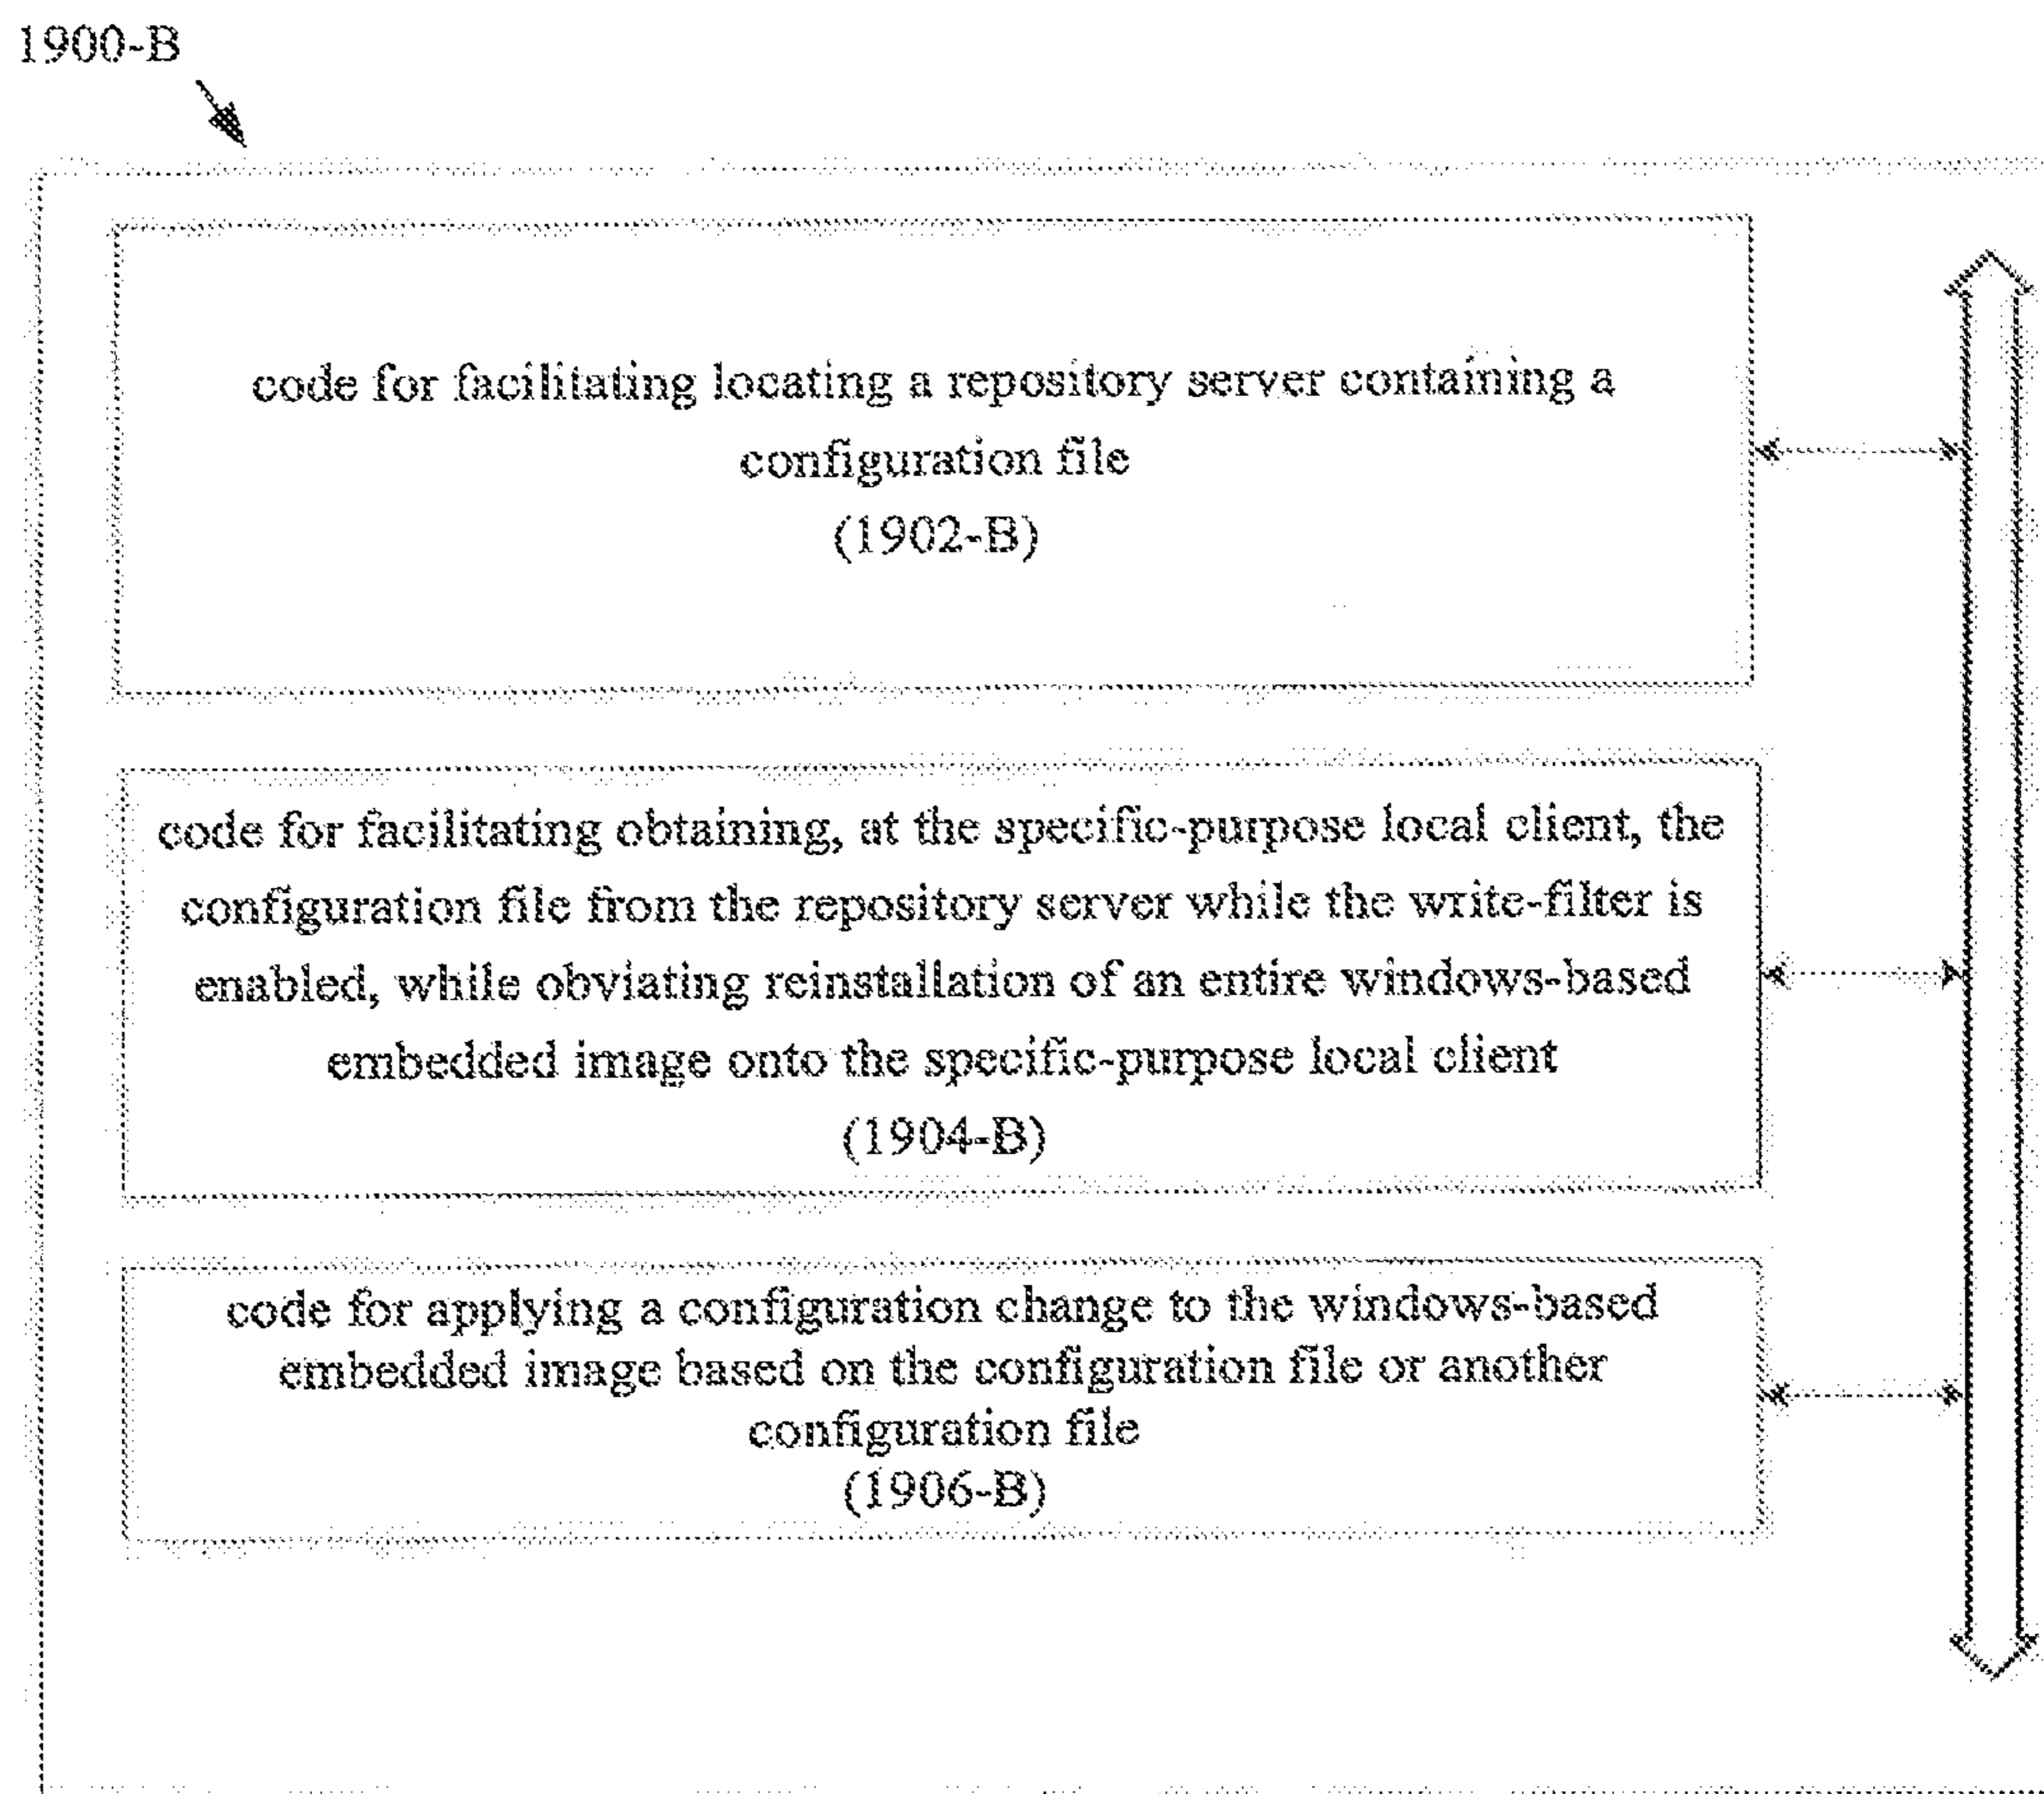 1900-B
code for facilitating locating a repository server containing a
configuration file
(1902-B)
code for facilitating obtaining, at the specific-purpose local client, the
configuration file from the repository server while the write-filter is
enabled, while obviating reinstallation of an entire windows-based
embedded image onto the specific-purpose local client
(1904-B)
code for applying a configuration change to the windows-based
embedded image based on the configuration file or another
configuration file
(1906-B)